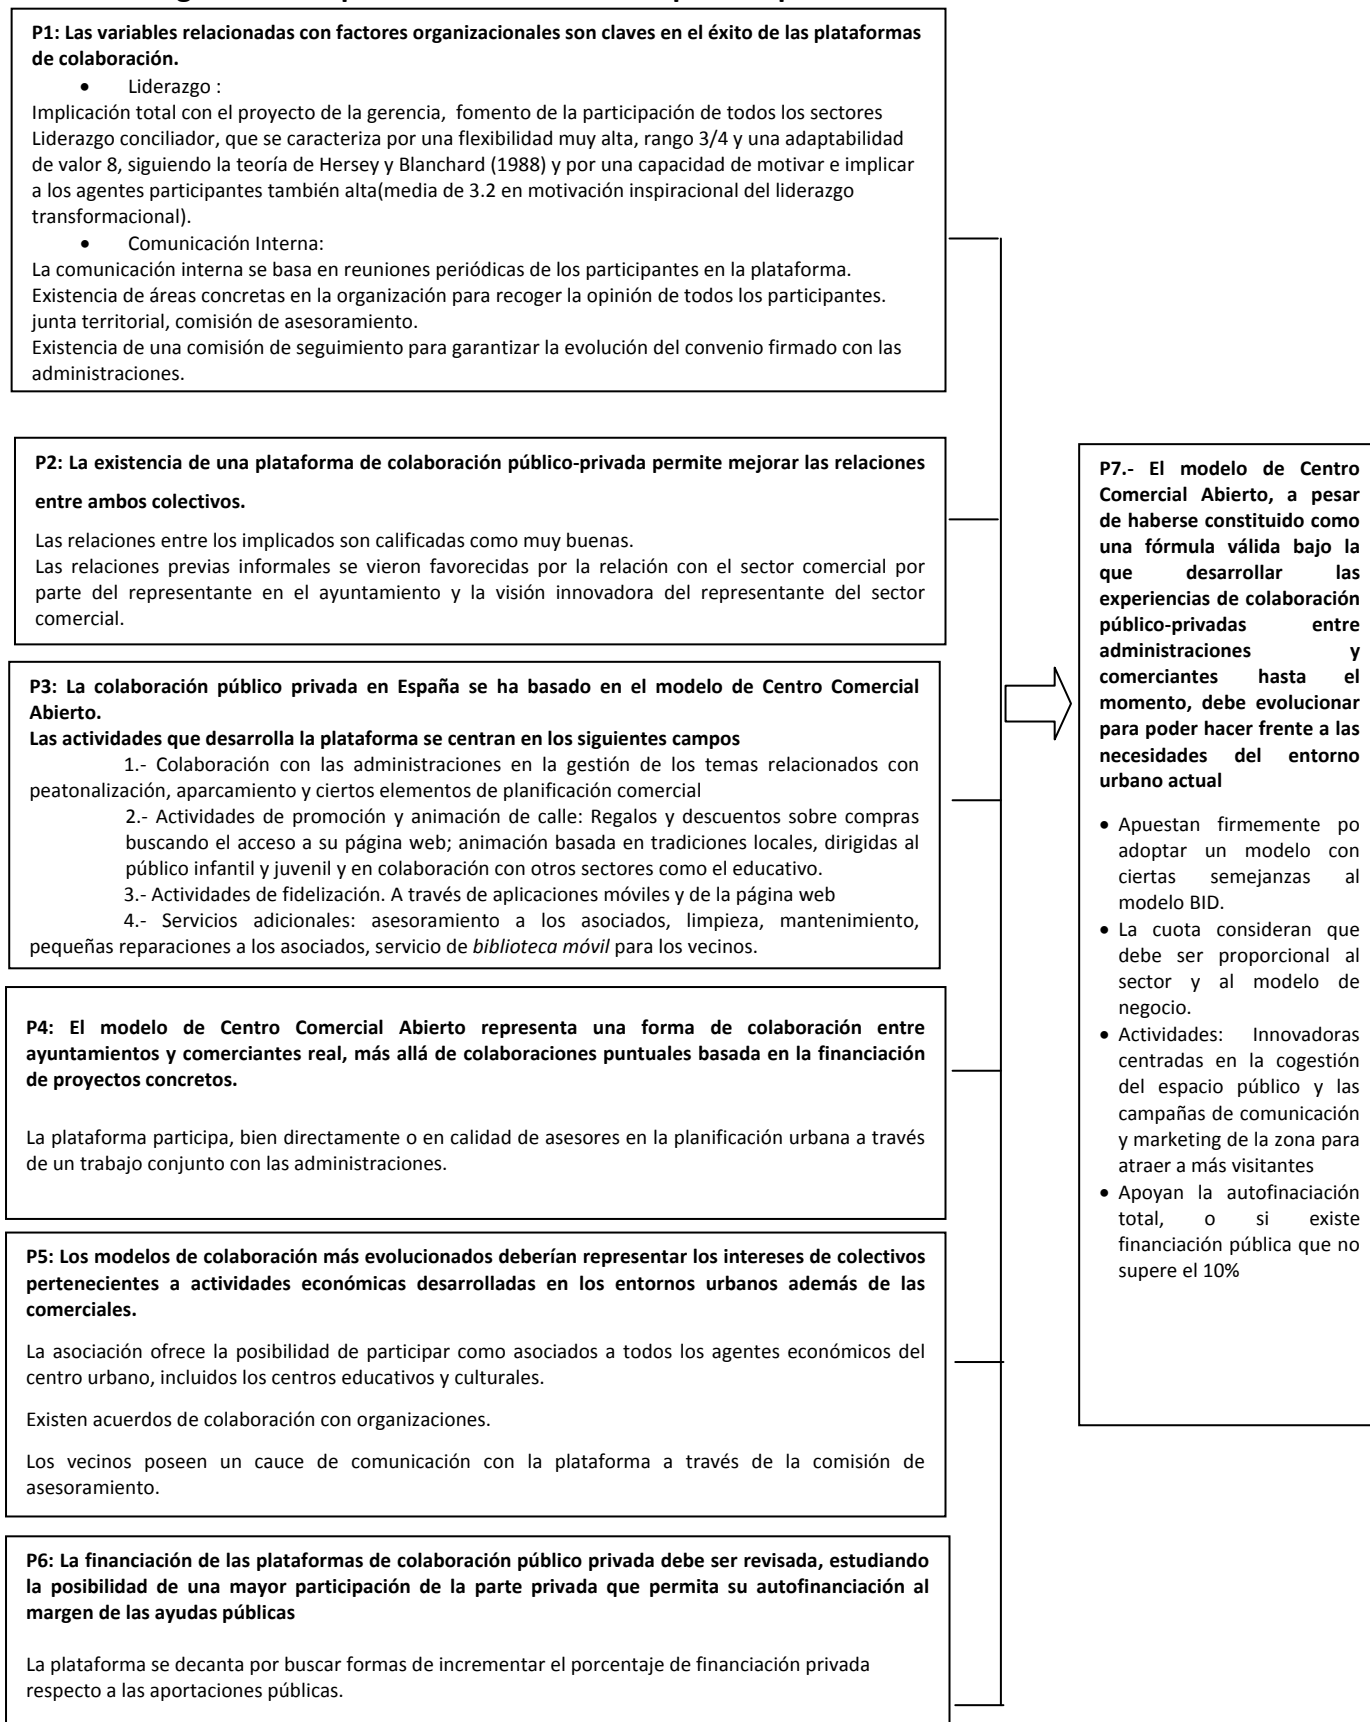 P1: Las variables relacionadas con factores organizacionales son claves en el éxito de las plataformas
de colaboración.
• Liderazgo :
Implicación total con el proyecto de la gerencia, fomento de la participación de todos los sectores
Liderazgo conciliador, que se caracteriza por una flexibilidad muy alta, rango 3/4 y una adaptabilidad
de valor 8, siguiendo la teoría de Hersey y Blanchard (1988) y por una capacidad de motivar e implicar
a los agentes participantes también alta(media de 3.2 en motivación inspiracional del liderazgo
transformacional).
• Comunicación Interna:
La comunicación interna se basa en reuniones periódicas de los participantes en la plataforma.
Existencia de áreas concretas en la organización para recoger la opinión de todos los participantes.
junta territorial, comisión de asesoramiento.
Existencia de una comisión de seguimiento para garantizar la evolución del convenio firmado con las
administraciones.
P2: La existencia de una plataforma de colaboración público-privada permite mejorar las relaciones
entre ambos colectivos.
Las relaciones entre los implicados son calificadas como muy buenas.
Las relaciones previas informales se vieron favorecidas por la relación con el sector comercial por
parte del representante en el ayuntamiento y la visión innovadora del representante del sector
comercial.
P3: La colaboración público privada en España se ha basado en el modelo de Centro Comercial
Abierto.
Las actividades que desarrolla la plataforma se centran en los siguientes campos
1.- Colaboración con las administraciones en la gestión de los temas relacionados con
peatonalización, aparcamiento y ciertos elementos de planificación comercial
2.- Actividades de promoción y animación de calle: Regalos y descuentos sobre compras
buscando el acceso a su página web; animación basada en tradiciones locales, dirigidas al
público infantil y juvenil y en colaboración con otros sectores como el educativo.
3.- Actividades de fidelización. A través de aplicaciones móviles y de la página web
4.- Servicios adicionales: asesoramiento a los asociados, limpieza, mantenimiento,
pequeñas reparaciones a los asociados, servicio de biblioteca móvil para los vecinos.
P4: El modelo de Centro Comercial Abierto representa una forma de colaboración entre
ayuntamientos y comerciantes real, más allá de colaboraciones puntuales basada en la financiación
de proyectos concretos.
La plataforma participa, bien directamente o en calidad de asesores en la planificación urbana a través
de un trabajo conjunto con las administraciones.
P5: Los modelos de colaboración más evolucionados deberían representar los intereses de colectivos
pertenecientes a actividades económicas desarrolladas en los entornos urbanos además de las
comerciales.
La asociación ofrece la posibilidad de participar como asociados a todos los agentes económicos del
centro urbano, incluidos los centros educativos y culturales.
Existen acuerdos de colaboración con organizaciones.
Los vecinos poseen un cauce de comunicación con la plataforma a través de la comisión de
asesoramiento.
P6: La financiación de las plataformas de colaboración público privada debe ser revisada, estudiando
la posibilidad de una mayor participación de la parte privada que permita su autofinanciación al
margen de las ayudas públicas
La plataforma se decanta por buscar formas de incrementar el porcentaje de financiación privada
respecto a las aportaciones públicas.
P7.- El modelo de Centro
Comercial Abierto, a pesar
de haberse constituido como
una fórmula válida bajo la
que desarrollar las
experiencias de colaboración
público-privadas entre
administraciones y
comerciantes hasta el
momento, debe evolucionar
para poder hacer frente a las
necesidades del entorno
urbano actual
• Apuestan firmemente po
adoptar un modelo con
ciertas semejanzas al
modelo BID.
• La cuota consideran que
debe ser proporcional al
sector y al modelo de
negocio.
• Actividades: Innovadoras
centradas en la cogestión
del espacio público y las
campañas de comunicación
y marketing de la zona para
atraer a más visitantes
• Apoyan la autofinaciación
total, o si existe
financiación pública que no
supere el 10%